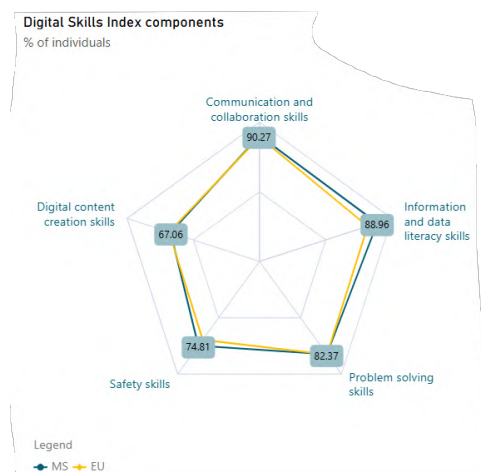 Digital Skills Index components
% of individuals
Communication and
collaboration skills
90.27
Digital content
creation skills
67.06
Information
and data
literacy skills
88.96
74.81
82.37
Safety skills
Problem solving
skills
Legend
MS EU